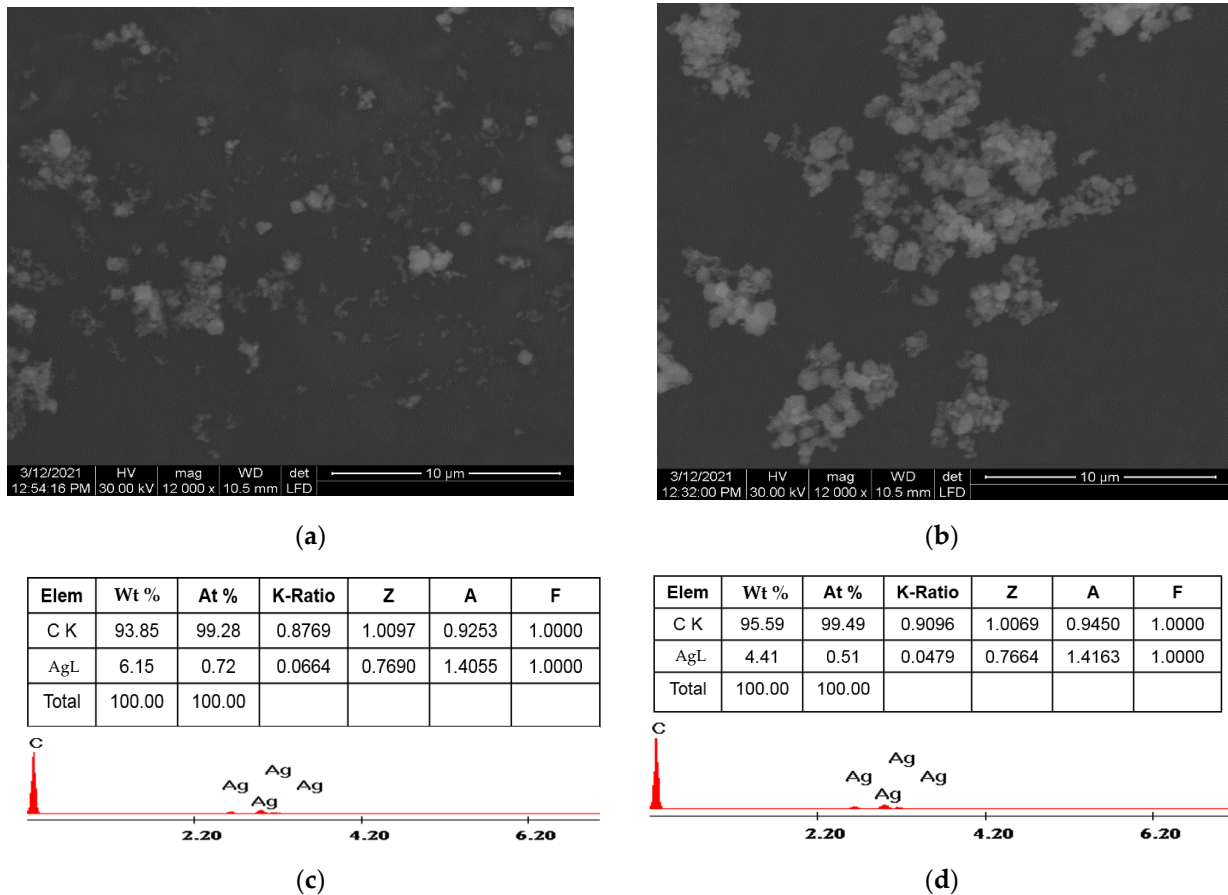 3/12/2021 HV mag WD det 10 µm
12:54:16 PM 30.00 kV 12 000 x 10.5 mm LFD
3/12/2021 HV mag WD det 10 µm
12:32:00 PM 30.00 kV 12 000 x 10.5 mm LFD
(a)
(b)
Elem Wt % At % K-Ratio Z A F
C K 93.85 99.28 0.8769 1.0097 0.9253 1.0000
AgL 6.15 0.72 0.0664 0.7690 1.4055 1.0000
Total 100.00 100.00
Elem Wt % At % K-Ratio Z A F
C K 95.59 99.49 0.9096 1.0069 0.9450 1.0000
AgL 4.41 0.51 0.0479 0.7664 1.4163 1.0000
Total 100.00 100.00
C
Ag
Ag Ag
Ag
2.20 4.20 6.20
C
Ag
Ag Ag
Ag
2.20 4.20 6.20
(c)
(d)